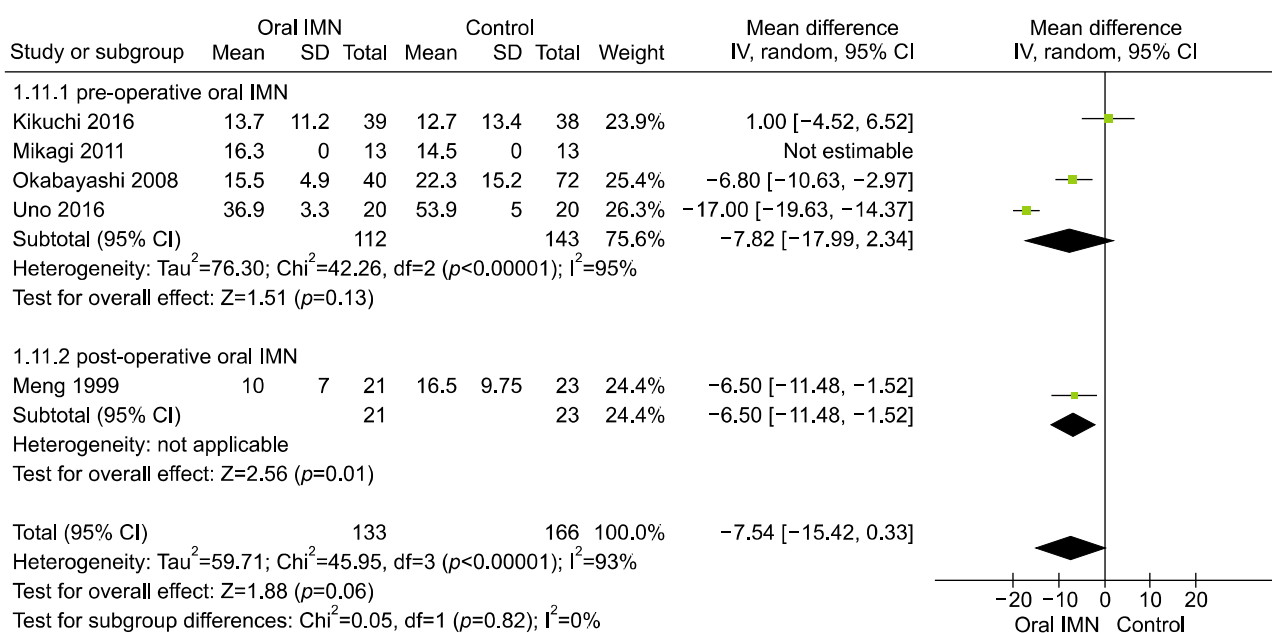 Oral IMN Control Mean difference Mean difference
Study or subgroup Mean SD Total Mean SD Total Weight IV, random, 95% CI IV, random, 95% CI
1.11.1 pre-operative oral IMN
Kikuchi 2016 13.7 11.2 39 12.7 13.4 38 23.9% 1.00 [−4.52, 6.52]
Mikagi 2011 16.3 0 13 14.5 0 13 Not estimable
Okabayashi 2008 15.5 4.9 40 22.3 15.2 72 25.4% −6.80 [−10.63, −2.97]
Uno 2016 36.9 3.3 20 53.9 5 20 26.3% −17.00 [−19.63, −14.37]
Subtotal (95% CI) 112 143 75.6% −7.82 [−17.99, 2.34]
Heterogeneity: Tau²=76.30; Chi²=42.26, df=2 (p<0.00001); I²=95%
Test for overall effect: Z=1.51 (p=0.13)
1.11.2 post-operative oral IMN
Meng 1999 10 7 21 16.5 9.75 23 24.4% −6.50 [−11.48, −1.52]
Subtotal (95% CI) 21 23 24.4% −6.50 [−11.48, −1.52]
Heterogeneity: not applicable
Test for overall effect: Z=2.56 (p=0.01)
Total (95% CI) 133 166 100.0% −7.54 [−15.42, 0.33]
Heterogeneity: Tau²=59.71; Chi²=45.95, df=3 (p<0.00001); I²=93%
Test for overall effect: Z=1.88 (p=0.06)
Test for subgroup differences: Chi²=0.05, df=1 (p=0.82); I²=0%
−20 −10 0 10 20
Oral IMN Control